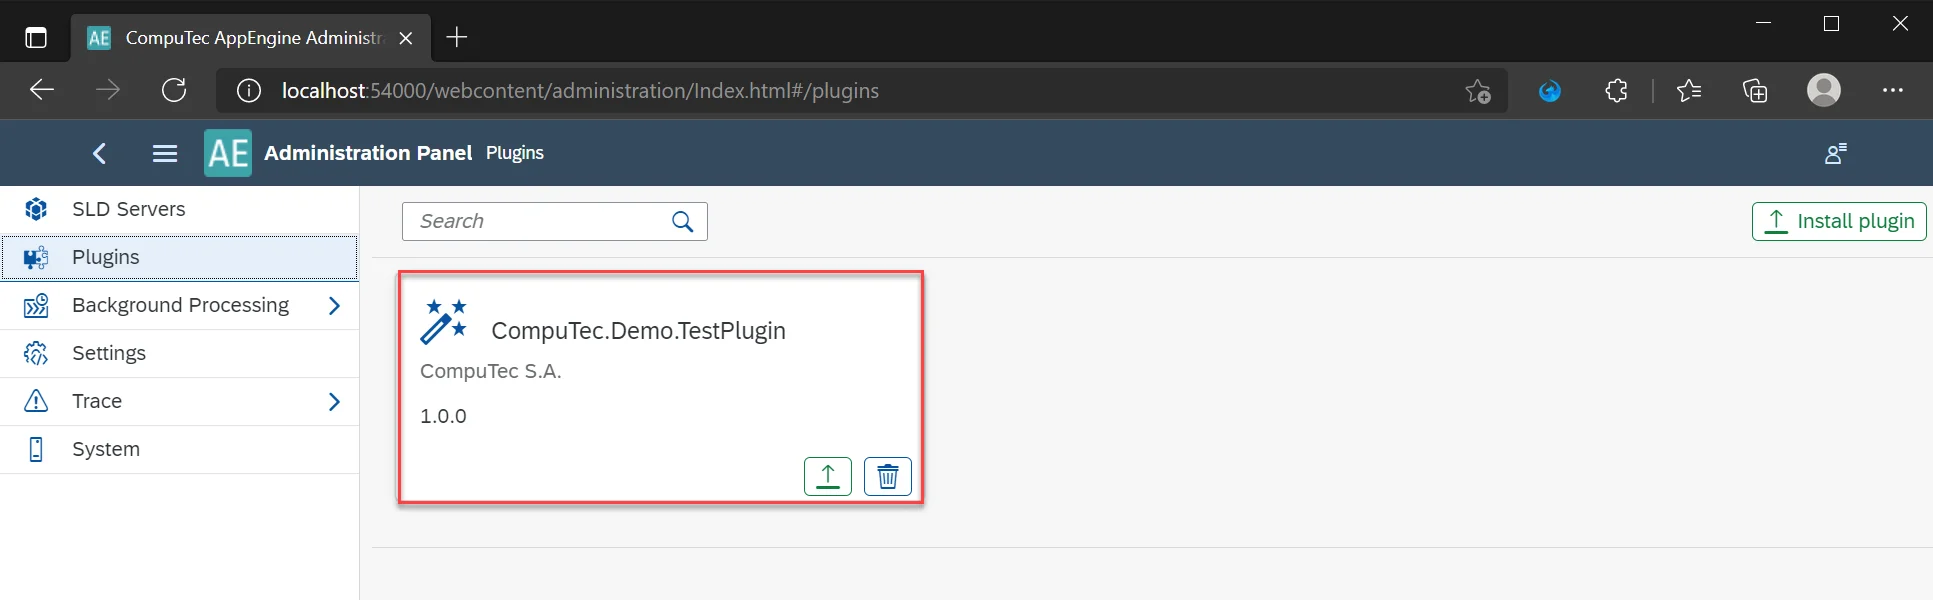 AE CompuTec AppEngine Administr
localhost:54000/webcontent/administration/Index.html#/plugins
AE Administration Panel Plugins
SLD Servers
Plugins
Background Processing
Settings
Trace
System
Search
Install plugin
CompuTec.Demo.TestPlugin
CompuTec S.A.
1.0.0